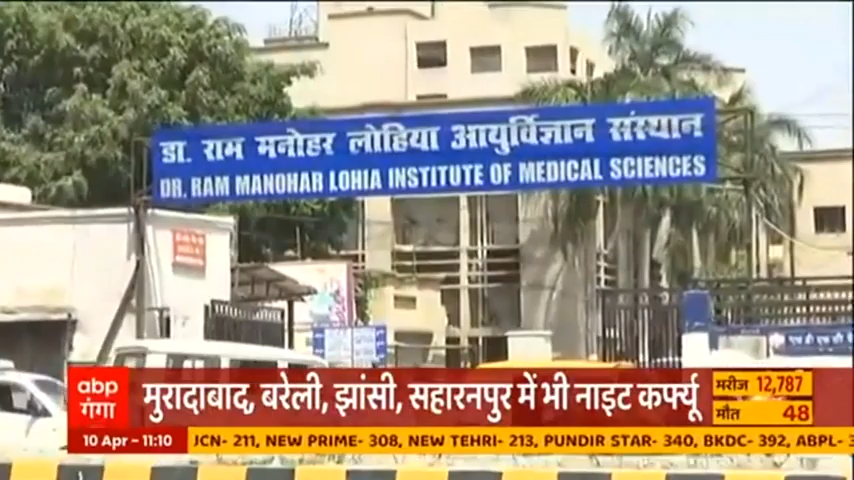 डा. राम मनोहर लोहिया आयुर्विज्ञान संस्थान
DR. RAM MANOHAR LOHIA INSTITUTE OF MEDICAL SCIENCES
abp
गंगा
मुरादाबाद, बरेली, झांसी, सहारनपुर में भी नाइट कर्फ्यू
मरीज 12,787
मौत 48
10 Apr - 11:10
JCN- 211, NEW PRIME- 308, NEW TEHRI- 213, PUNDIR STAR- 340, BKDC- 392, ABPL- 3